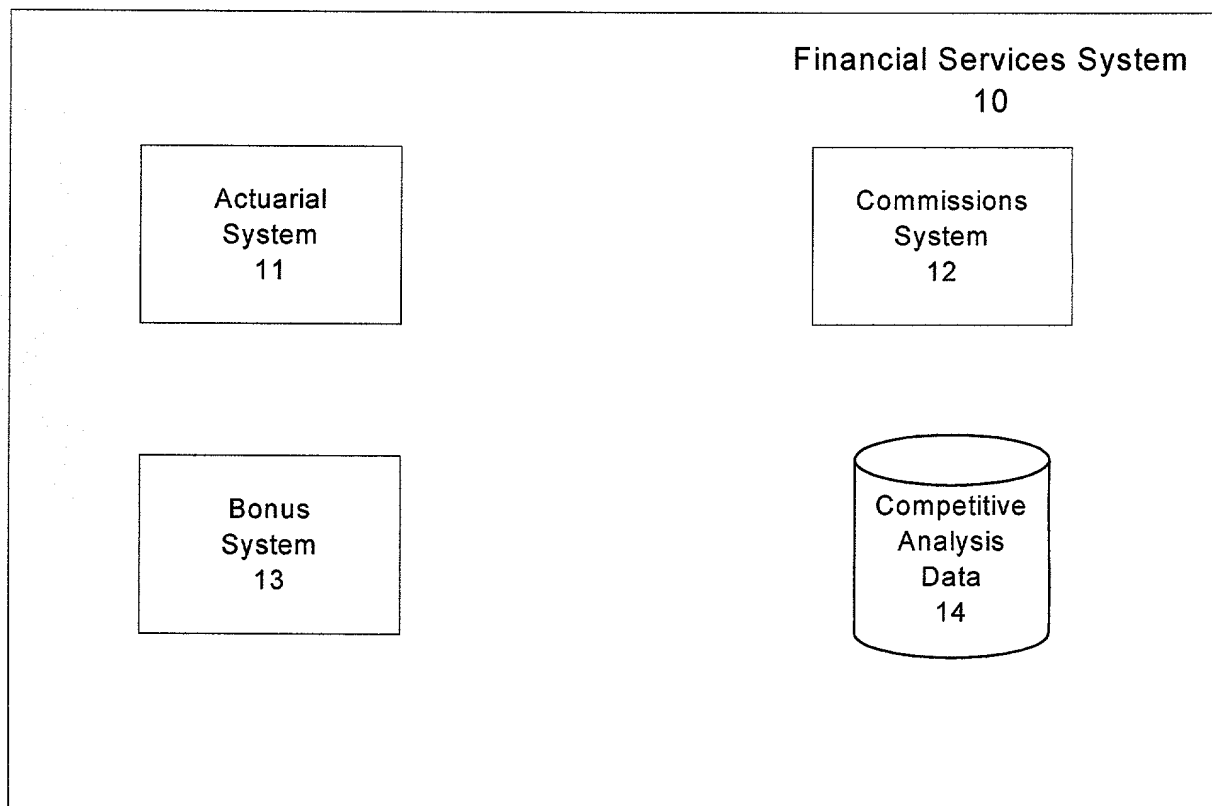 Financial Services System
10
Actuarial
System
11
Commissions
System
12
Bonus
System
13
Competitive
Analysis
Data
14